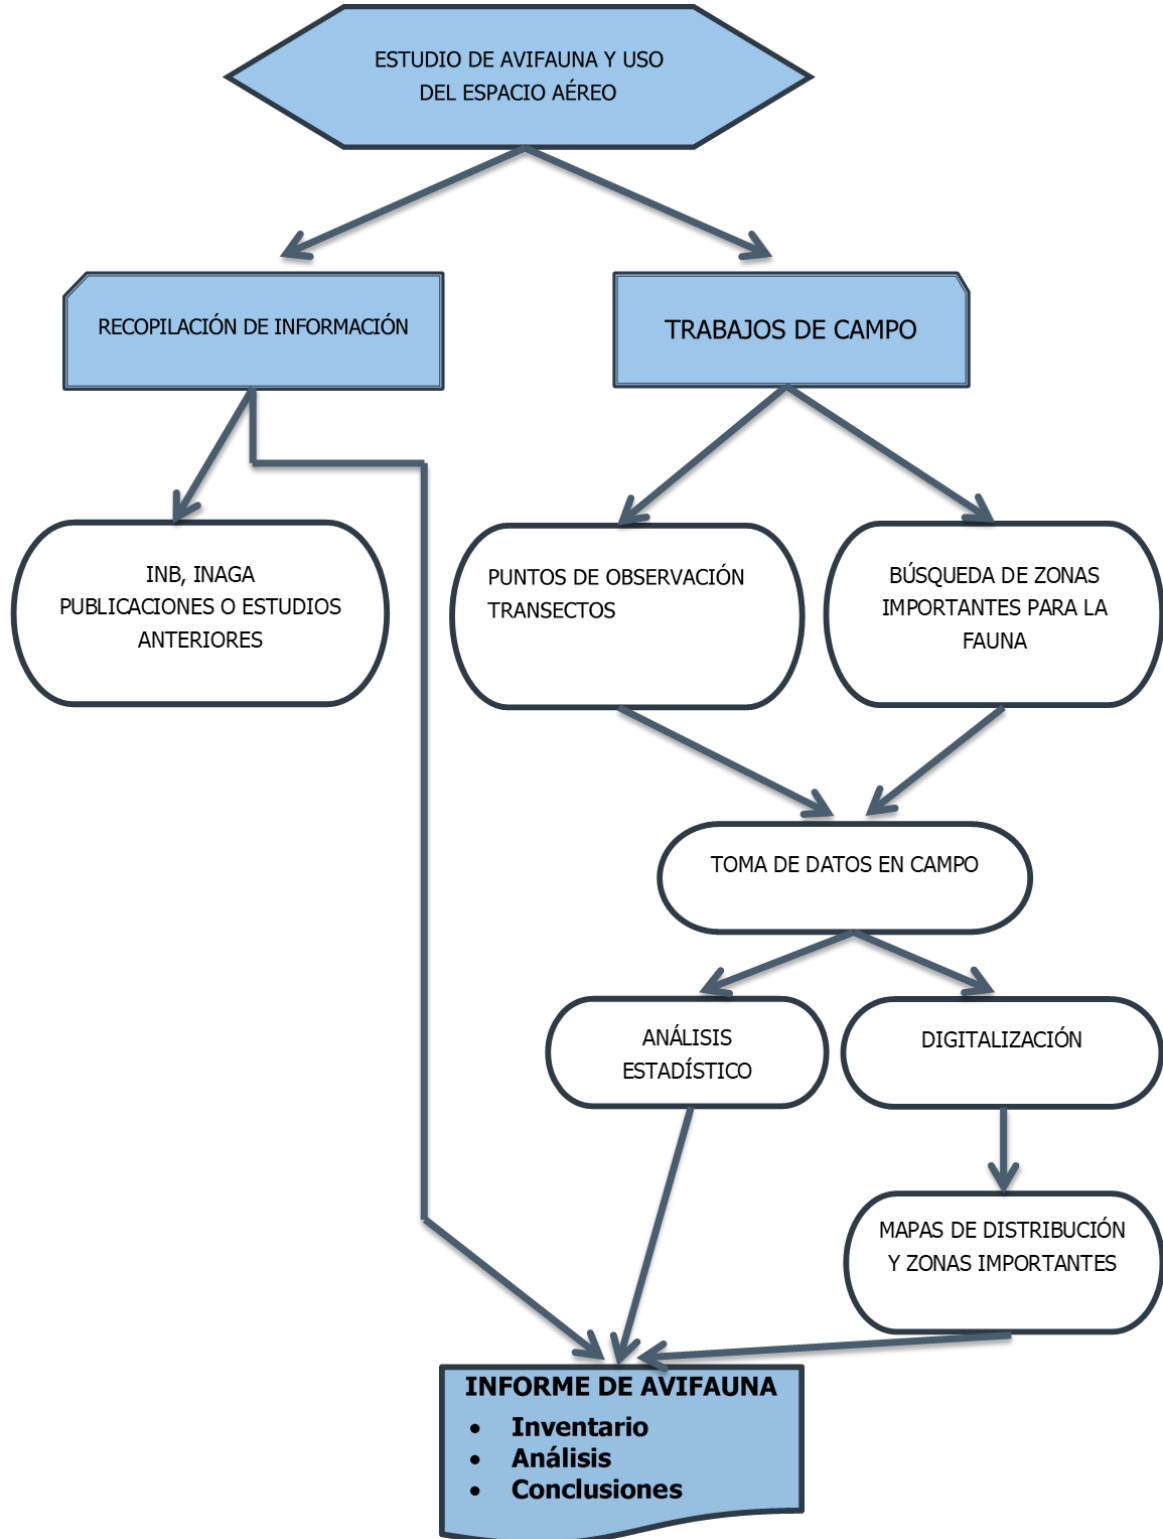 ESTUDIO DE AVIFAUNA Y USO
DEL ESPACIO AÉREO
RECOPILACIÓN DE INFORMACIÓN
TRABAJOS DE CAMPO
INB, INAGA
PUBLICACIONES O ESTUDIOS
ANTERIORES
PUNTOS DE OBSERVACIÓN
TRANSECTOS
BÚSQUEDA DE ZONAS
IMPORTANTES PARA LA
FAUNA
TOMA DE DATOS EN CAMPO
ANÁLISIS
ESTADÍSTICO
DIGITALIZACIÓN
MAPAS DE DISTRIBUCIÓN
Y ZONAS IMPORTANTES
INFORME DE AVIFAUNA
• Inventario
• Análisis
• Conclusiones